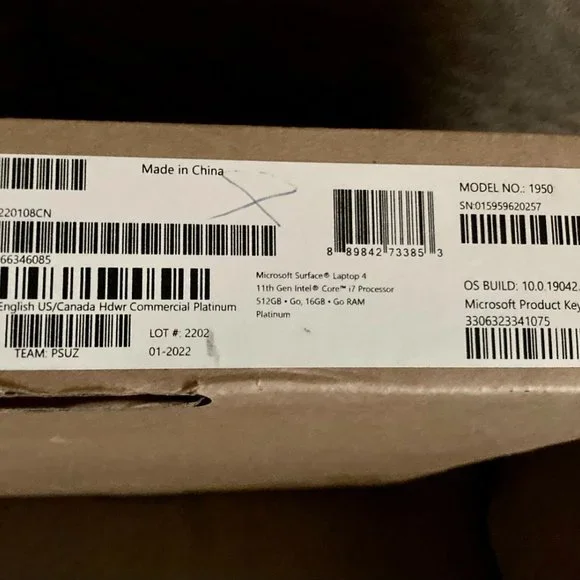 Made in China
220108CN
66346085
English US/Canada Hdwr Commercial Platinum
LOT #: 2202
TEAM: PSUZ
01-2022
8 89842 73385 3
Microsoft Surface® Laptop 4
11th Gen Intel® Core™ i7 Processor
512GB • Go, 16GB • Go RAM
Platinum
MODEL NO.: 1950
SN:015959620257
OS BUILD: 10.0.19042.
Microsoft Product Key
3306323341075